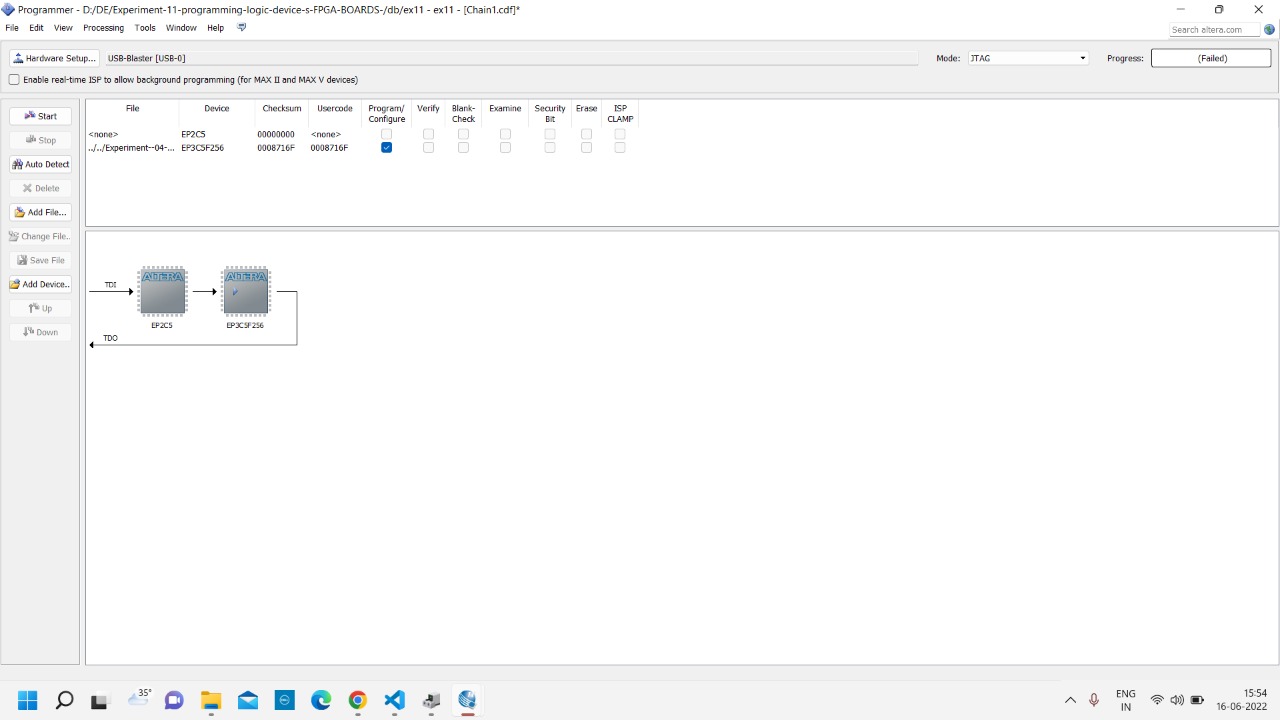 Programmer - D:/DE/Experiment-11-programming-logic-device-s-FPGA-BOARDS-/db/ex11 - ex11 - [Chain1.cdf]*
File Edit View Processing Tools Window Help
Search altera.com
Hardware Setup... USB-Blaster [USB-0] Mode: JTAG Progress: (Failed)
Enable real-time ISP to allow background programming (for MAX II and MAX V devices)
Start
Stop
Auto Detect
Delete
Add File...
Change File..
Save File
Add Device..
Up
Down
File Device Checksum Usercode Program/ Verify Blank- Examine Security Erase ISP
Configure Check Bit CLAMP
<none> EP2C5 00000000 <none>
../../Experiment--04-... EP3C5F256 0008716F 0008716F
ALTERA ALTERA
TDI
EP2C5 EP3C5F256
TDO
35°
DELL
ENG
IN
15:54
16-06-2022